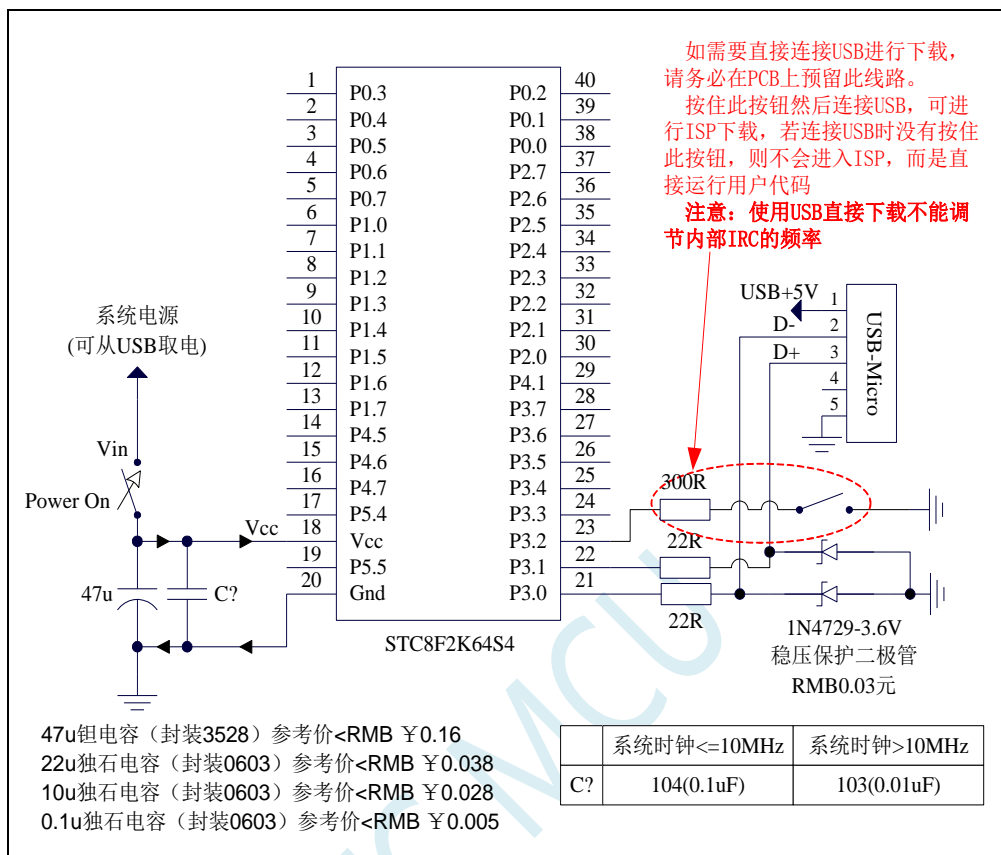 如需要直接连接USB进行下载,
请务必在PCB上预留此线路。
按住此按钮然后连接USB, 可进
行ISP下载, 若连接USB时没有按住
此按钮, 则不会进入ISP, 而是直
接运行用户代码
注意: 使用USB直接下载不能调
节内部IRC的频率
1 P0.3 P0.2 40
2 P0.4 P0.1 39
3 P0.5 P0.0 38
4 P0.6 P2.7 37
5 P0.7 P2.6 36
6 P1.0 P2.5 35
7 P1.1 P2.4 34
8 P1.2 P2.3 33
9 P1.3 P2.2 32
10 P1.4 P2.1 31
11 P1.5 P2.0 30
12 P1.6 P4.1 29
13 P1.7 P3.7 28
14 P4.5 P3.6 27
15 P4.6 P3.5 26
16 P4.7 P3.4 25
17 P5.4 P3.3 24
18 Vcc P3.2 23
19 P5.5 P3.1 22
20 Gnd P3.0 21
STC8F2K64S4
系统电源
(可从USB取电)
Vin
Power On
Vcc
47u
C?
USB+5V 1
D- 2
D+ 3
4
5
USB-Micro
300R
22R
22R
1N4729-3.6V
稳压保护二极管
RMB0.03元
47u钽电容（封装3528）参考价<RMB ￥0.16
22u独石电容（封装0603）参考价<RMB ￥0.038
10u独石电容（封装0603）参考价<RMB ￥0.028
0.1u独石电容（封装0603）参考价<RMB ￥0.005
系统时钟<=10MHz 系统时钟>10MHz
C? 104(0.1uF) 103(0.01uF)
MCU